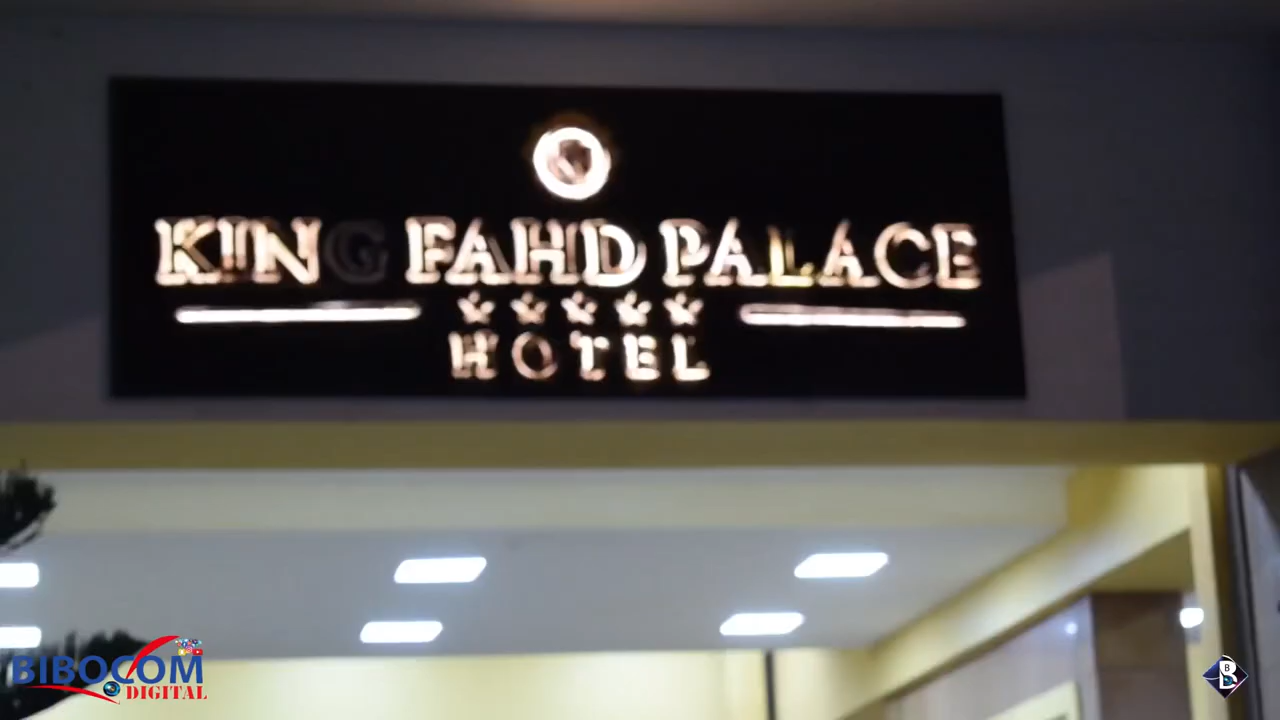 KING FAHD PALACE
HOTEL
BIBOCOM
DIGITAL
B